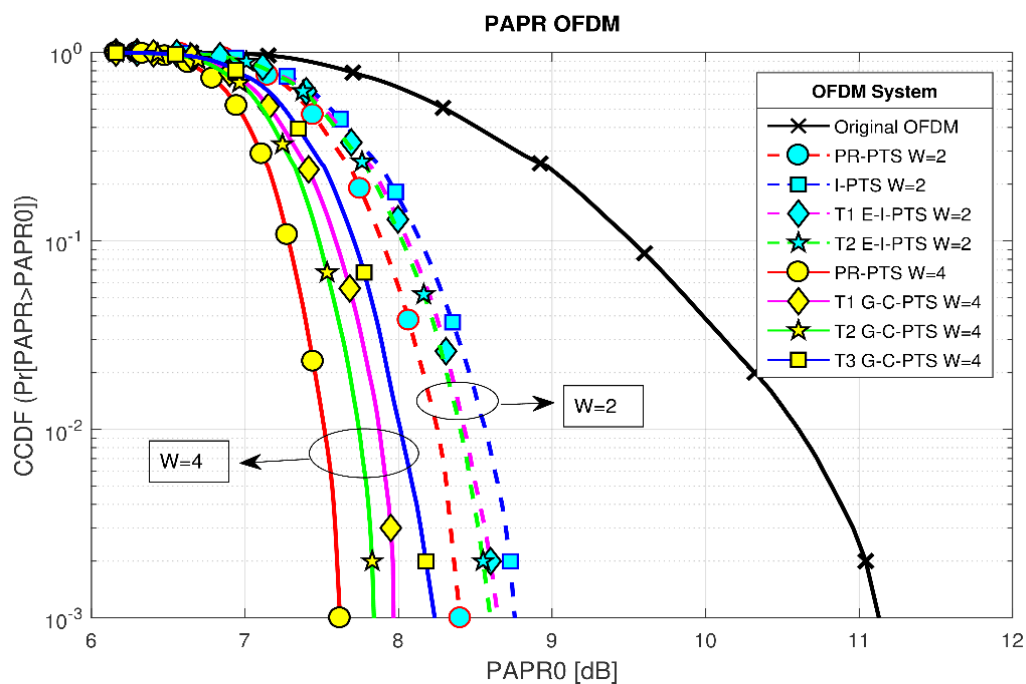 PAPR OFDM
CCDF (Pr[PAPR>PAPR0])
10^0
10^-1
10^-2
10^-3
OFDM System
Original OFDM
PR-PTS W=2
I-PTS W=2
T1 E-I-PTS W=2
T2 E-I-PTS W=2
PR-PTS W=4
T1 G-C-PTS W=4
T2 G-C-PTS W=4
T3 G-C-PTS W=4
W=2
W=4
6 7 8 9 10 11 12
PAPR0 [dB]